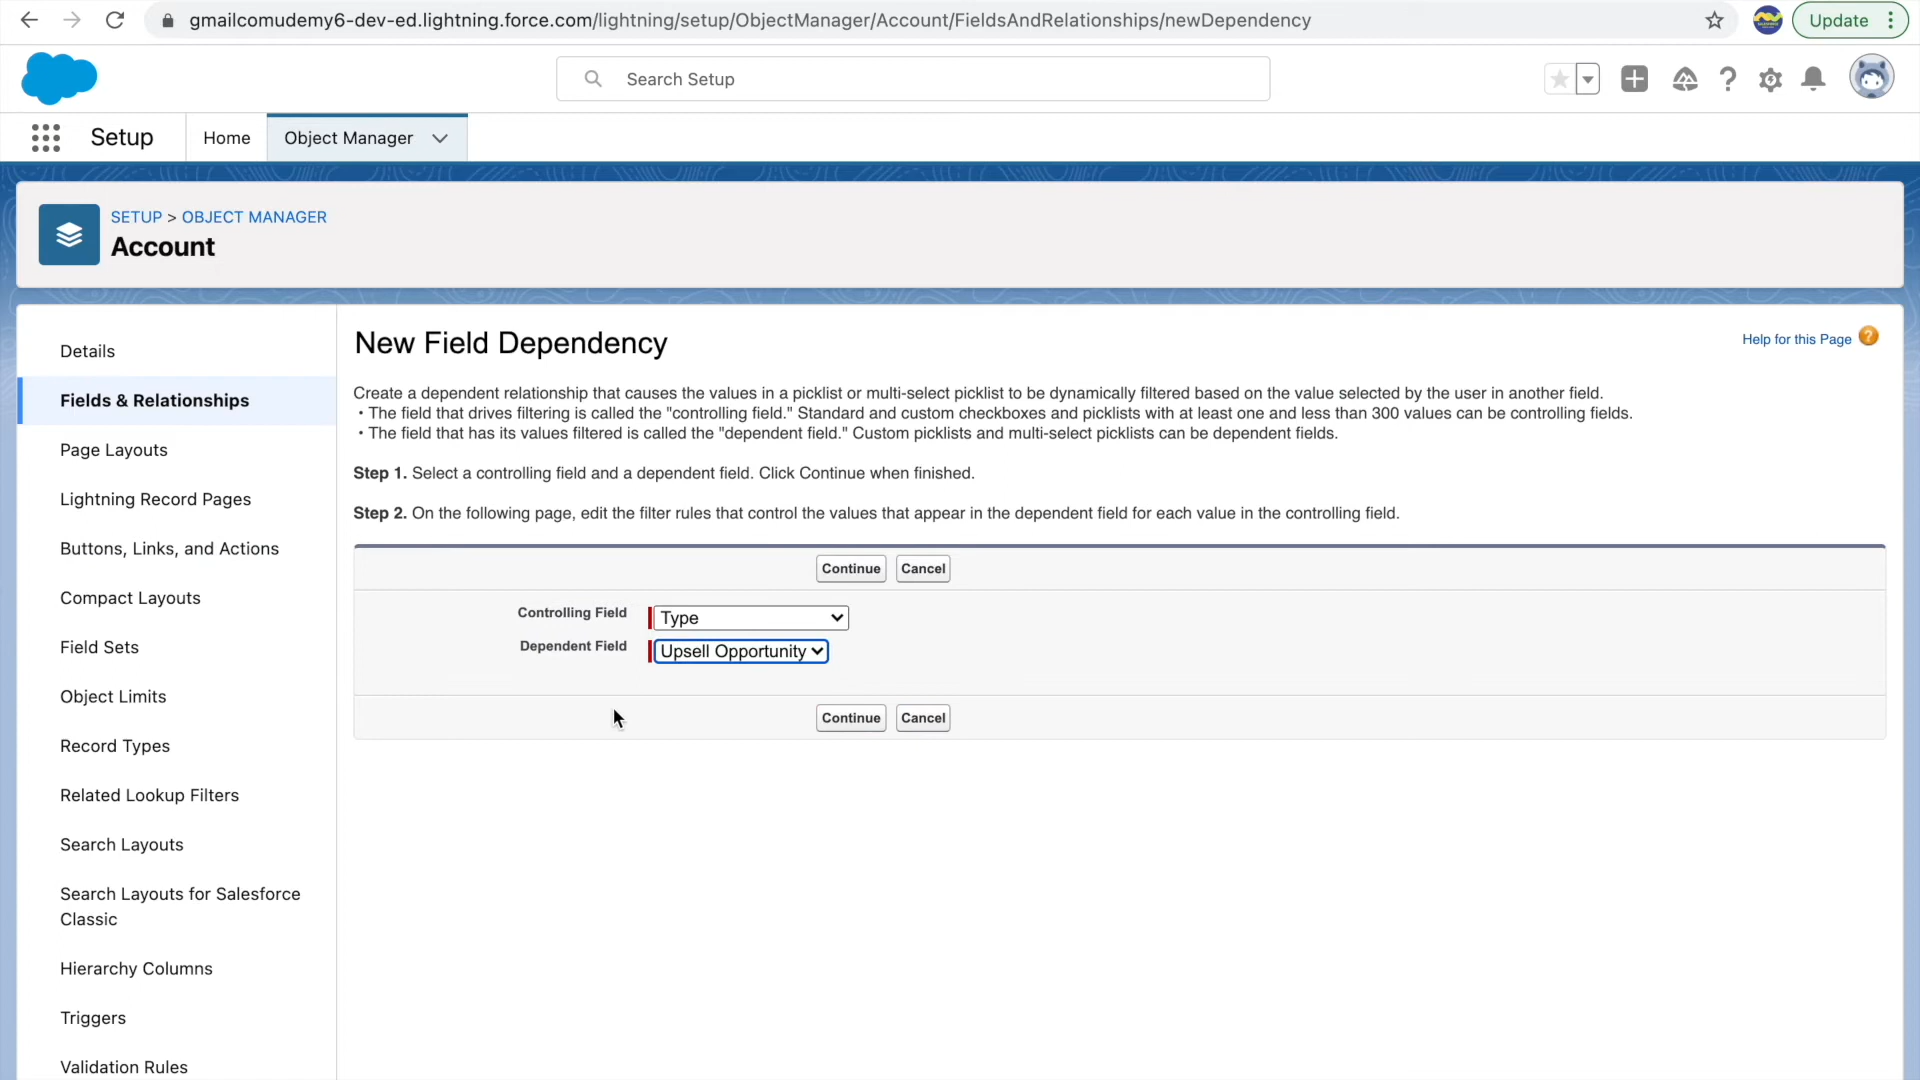 gmailcomudemy6-dev-ed.lightning.force.com/lightning/setup/ObjectManager/Account/FieldsAndRelationships/newDependency
Update
Search Setup
Setup
Home
Object Manager
SETUP > OBJECT MANAGER
Account
Details
Fields & Relationships
Page Layouts
Lightning Record Pages
Buttons, Links, and Actions
Compact Layouts
Field Sets
Object Limits
Record Types
Related Lookup Filters
Search Layouts
Search Layouts for Salesforce
Classic
Hierarchy Columns
Triggers
Validation Rules
New Field Dependency
Help for this Page
Create a dependent relationship that causes the values in a picklist or multi-select picklist to be dynamically filtered based on the value selected by the user in another field.
• The field that drives filtering is called the "controlling field." Standard and custom checkboxes and picklists with at least one and less than 300 values can be controlling fields.
• The field that has its values filtered is called the "dependent field." Custom picklists and multi-select picklists can be dependent fields.
Step 1. Select a controlling field and a dependent field. Click Continue when finished.
Step 2. On the following page, edit the filter rules that control the values that appear in the dependent field for each value in the controlling field.
Continue Cancel
Controlling Field Type
Dependent Field Upsell Opportunity
Continue Cancel